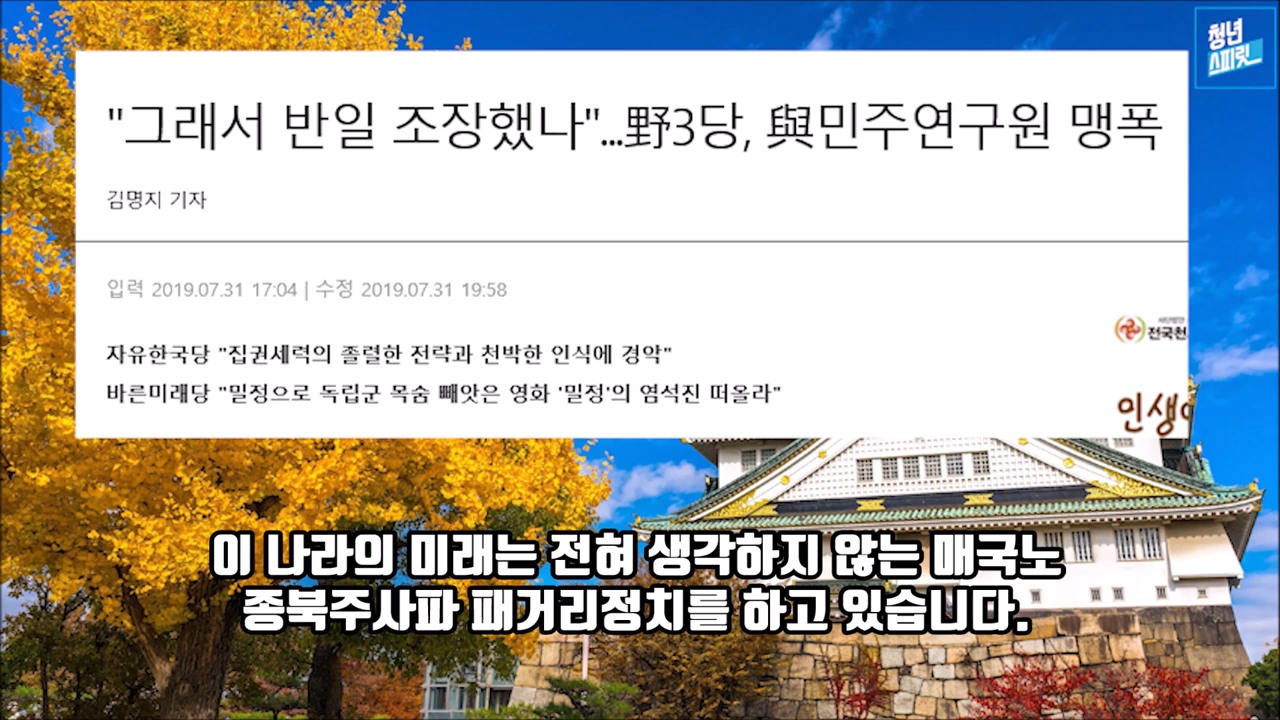 청년
스피릿
"그래서 반일 조장했나"...野3당, 與민주연구원 맹폭
김명지 기자
입력 2019.07.31 17:04 | 수정 2019.07.31 19:58
사단법인
전국천
자유한국당 "집권세력의 졸렬한 전략과 천박한 인식에 경악"
바른미래당 "밀정으로 독립군 목숨 빼앗은 영화 '밀정'의 염석진 떠올라"
인생
이 나라의 미래는 전혀 생각하지 않는 매국노
종북주사파 패거리정치를 하고 있습니다.